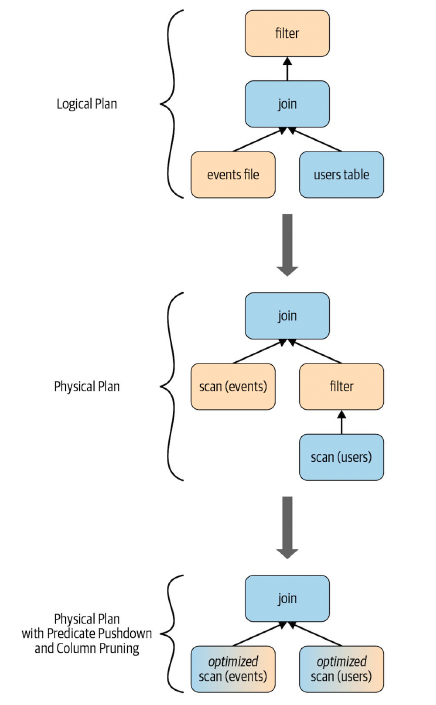 filter
Logical Plan
join
events file
users table
join
Physical Plan
scan (events)
filter
scan (users)
join
Physical Plan
with Predicate Pushdown
and Column Pruning
optimized
scan (events)
optimized
scan (users)